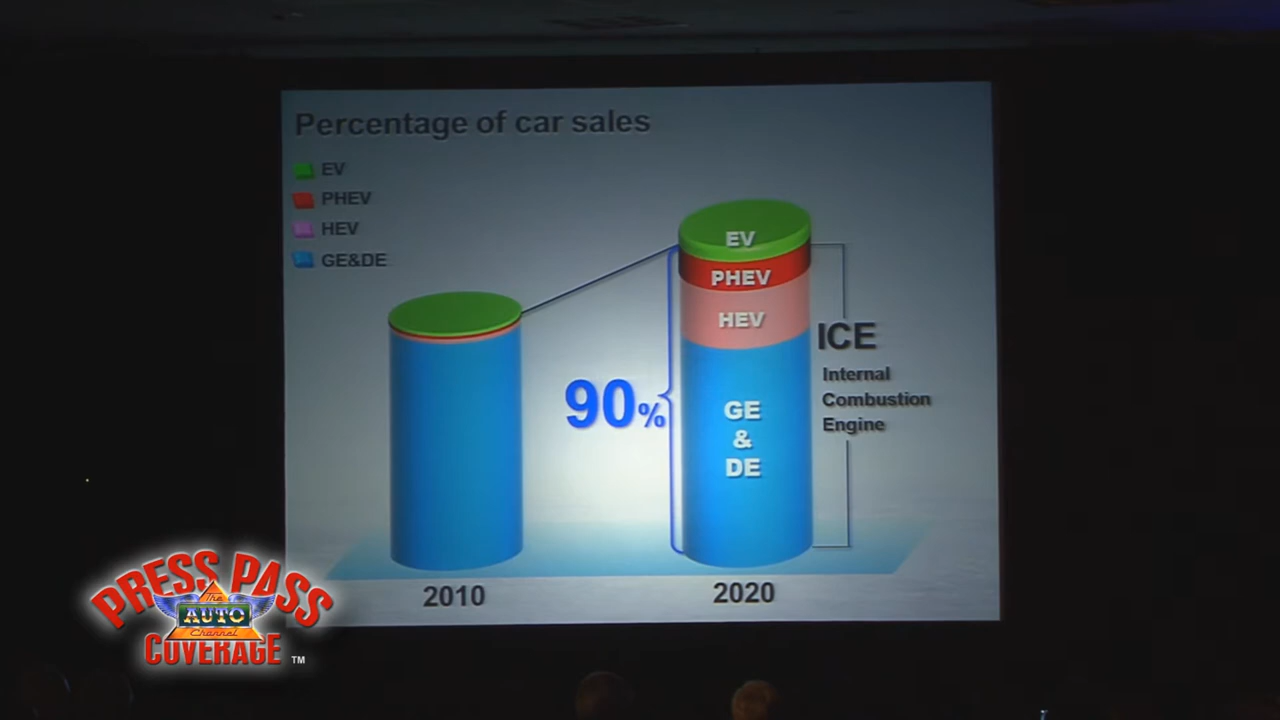 Percentage of car sales
EV
PHEV
HEV
GE&DE
EV
PHEV
HEV
GE
&
DE
90%
ICE
Internal
Combustion
Engine
2010
2020
PRESS PASS
The
AUTO
Channel
COVERAGE
TM